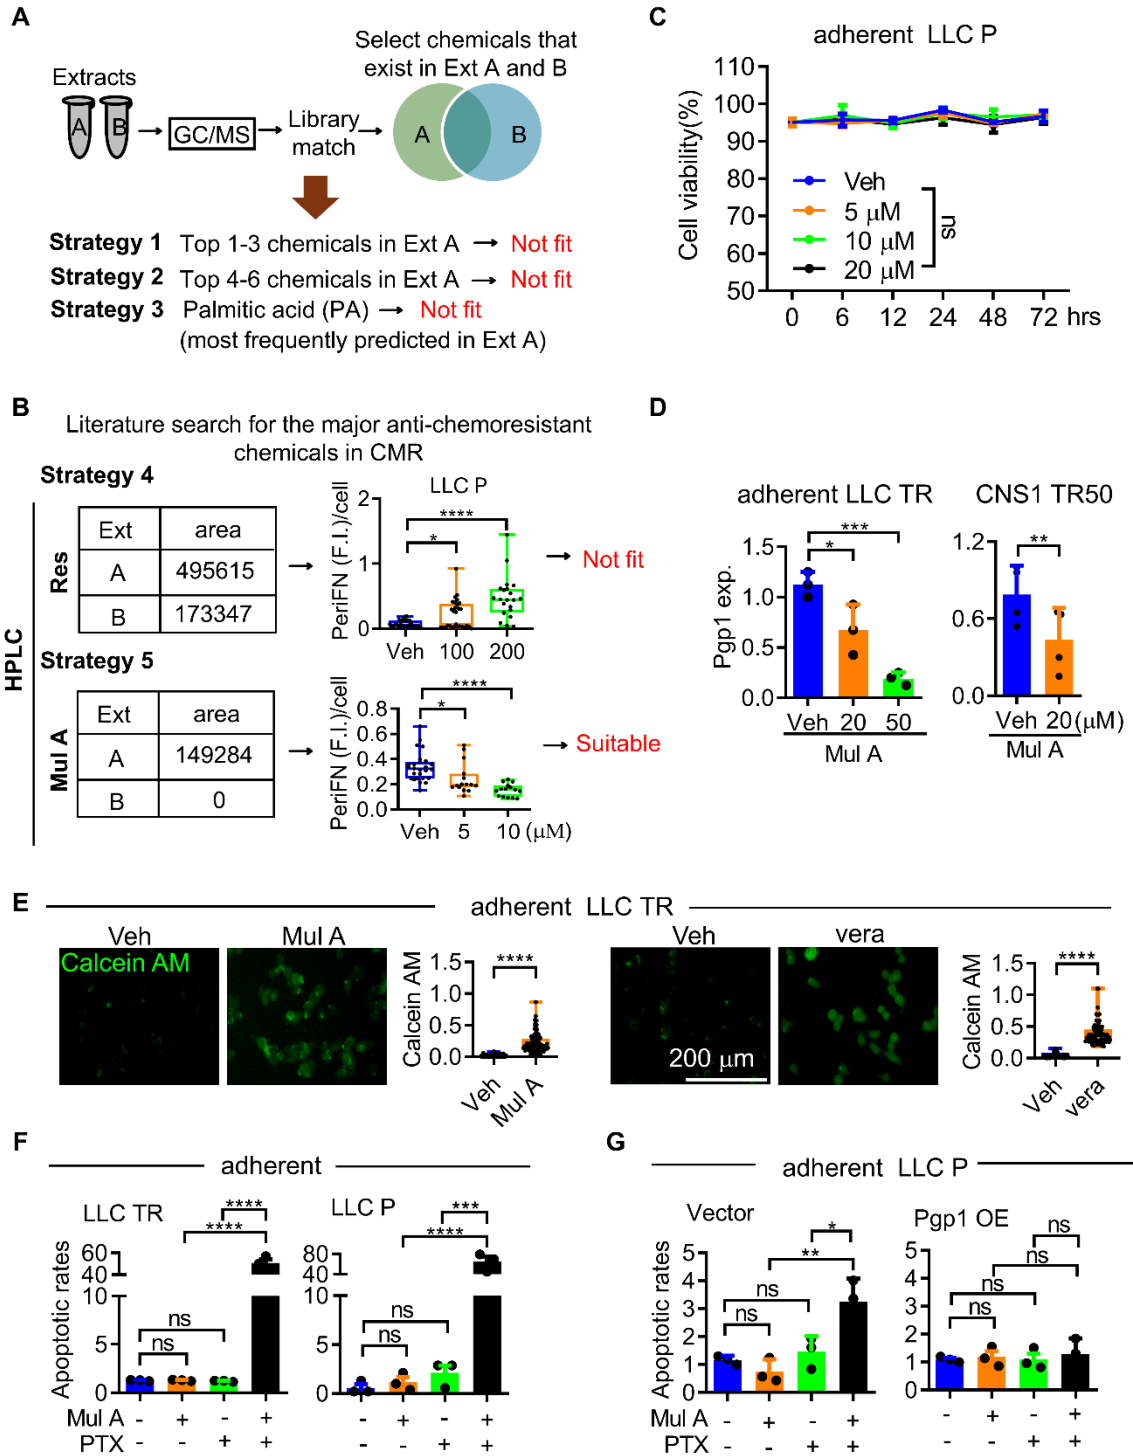 A
Extracts
A B
GC/MS
Library
match
Select chemicals that
exist in Ext A and B
A B
Strategy 1 Top 1-3 chemicals in Ext A → Not fit
Strategy 2 Top 4-6 chemicals in Ext A → Not fit
Strategy 3 Palmitic acid (PA) → Not fit
(most frequently predicted in Ext A)
C
adherent LLC P
Cell viability(%)
110
100
90
80
70
60
50
Veh
5 μM
10 μM
20 μM
ns
0 6 12 24 48 72 hrs
B
Literature search for the major anti-chemoresistant
chemicals in CMR
HPLC
Strategy 4
Res
Ext area
A 495615
B 173347
LLC P
PeriFN (F.I.)/cell
2
1
0
* ****
Veh 100 200
Not fit
Strategy 5
Mul A
Ext area
A 149284
B 0
PeriFN (F.I.)/cell
0.8
0.6
0.4
0.2
0.0
* ****
Veh 5 10 (μM)
Suitable
D
adherent LLC TR
Pgp1 exp.
1.5
1.0
0.5
0.0
* ***
Veh 20 50
Mul A
CNS1 TR50
1.2
0.6
0.0
**
Veh 20 (μM)
Mul A
E
adherent LLC TR
Veh Mul A
Calcein AM
Calcein AM
1.5
1.0
0.5
0.0
****
Veh Mul A
Veh vera
200 μm
Calcein AM
1.5
1.0
0.5
0.0
****
Veh vera
F
adherent
LLC TR
Apoptotic rates
60
40
10
5
0
ns
ns
****
****
LLC P
80
40
10
5
0
ns
ns
****
***
Mul A - + - + - + - +
PTX - - + + - - + +
G
adherent LLC P
Vector
Apoptotic rates
5
4
3
2
1
0
ns
ns
**
*
Pgp1 OE
5
4
3
2
1
0
ns
ns
ns
ns
Mul A - + - + - + - +
PTX - - + + - - + +